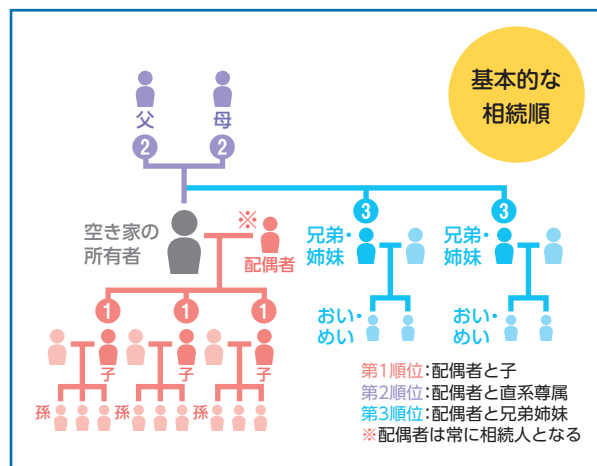 基本的な
相続順
父
母
2
2
3
3
空き家の
所有者
※
配偶者
兄弟・
姉妹
兄弟・
姉妹
1
1
1
おい・
めい
おい・
めい
子
子
子
孫
孫
孫
第1順位:配偶者と子
第2順位:配偶者と直系尊属
第3順位:配偶者と兄弟姉妹
※配偶者は常に相続人となる